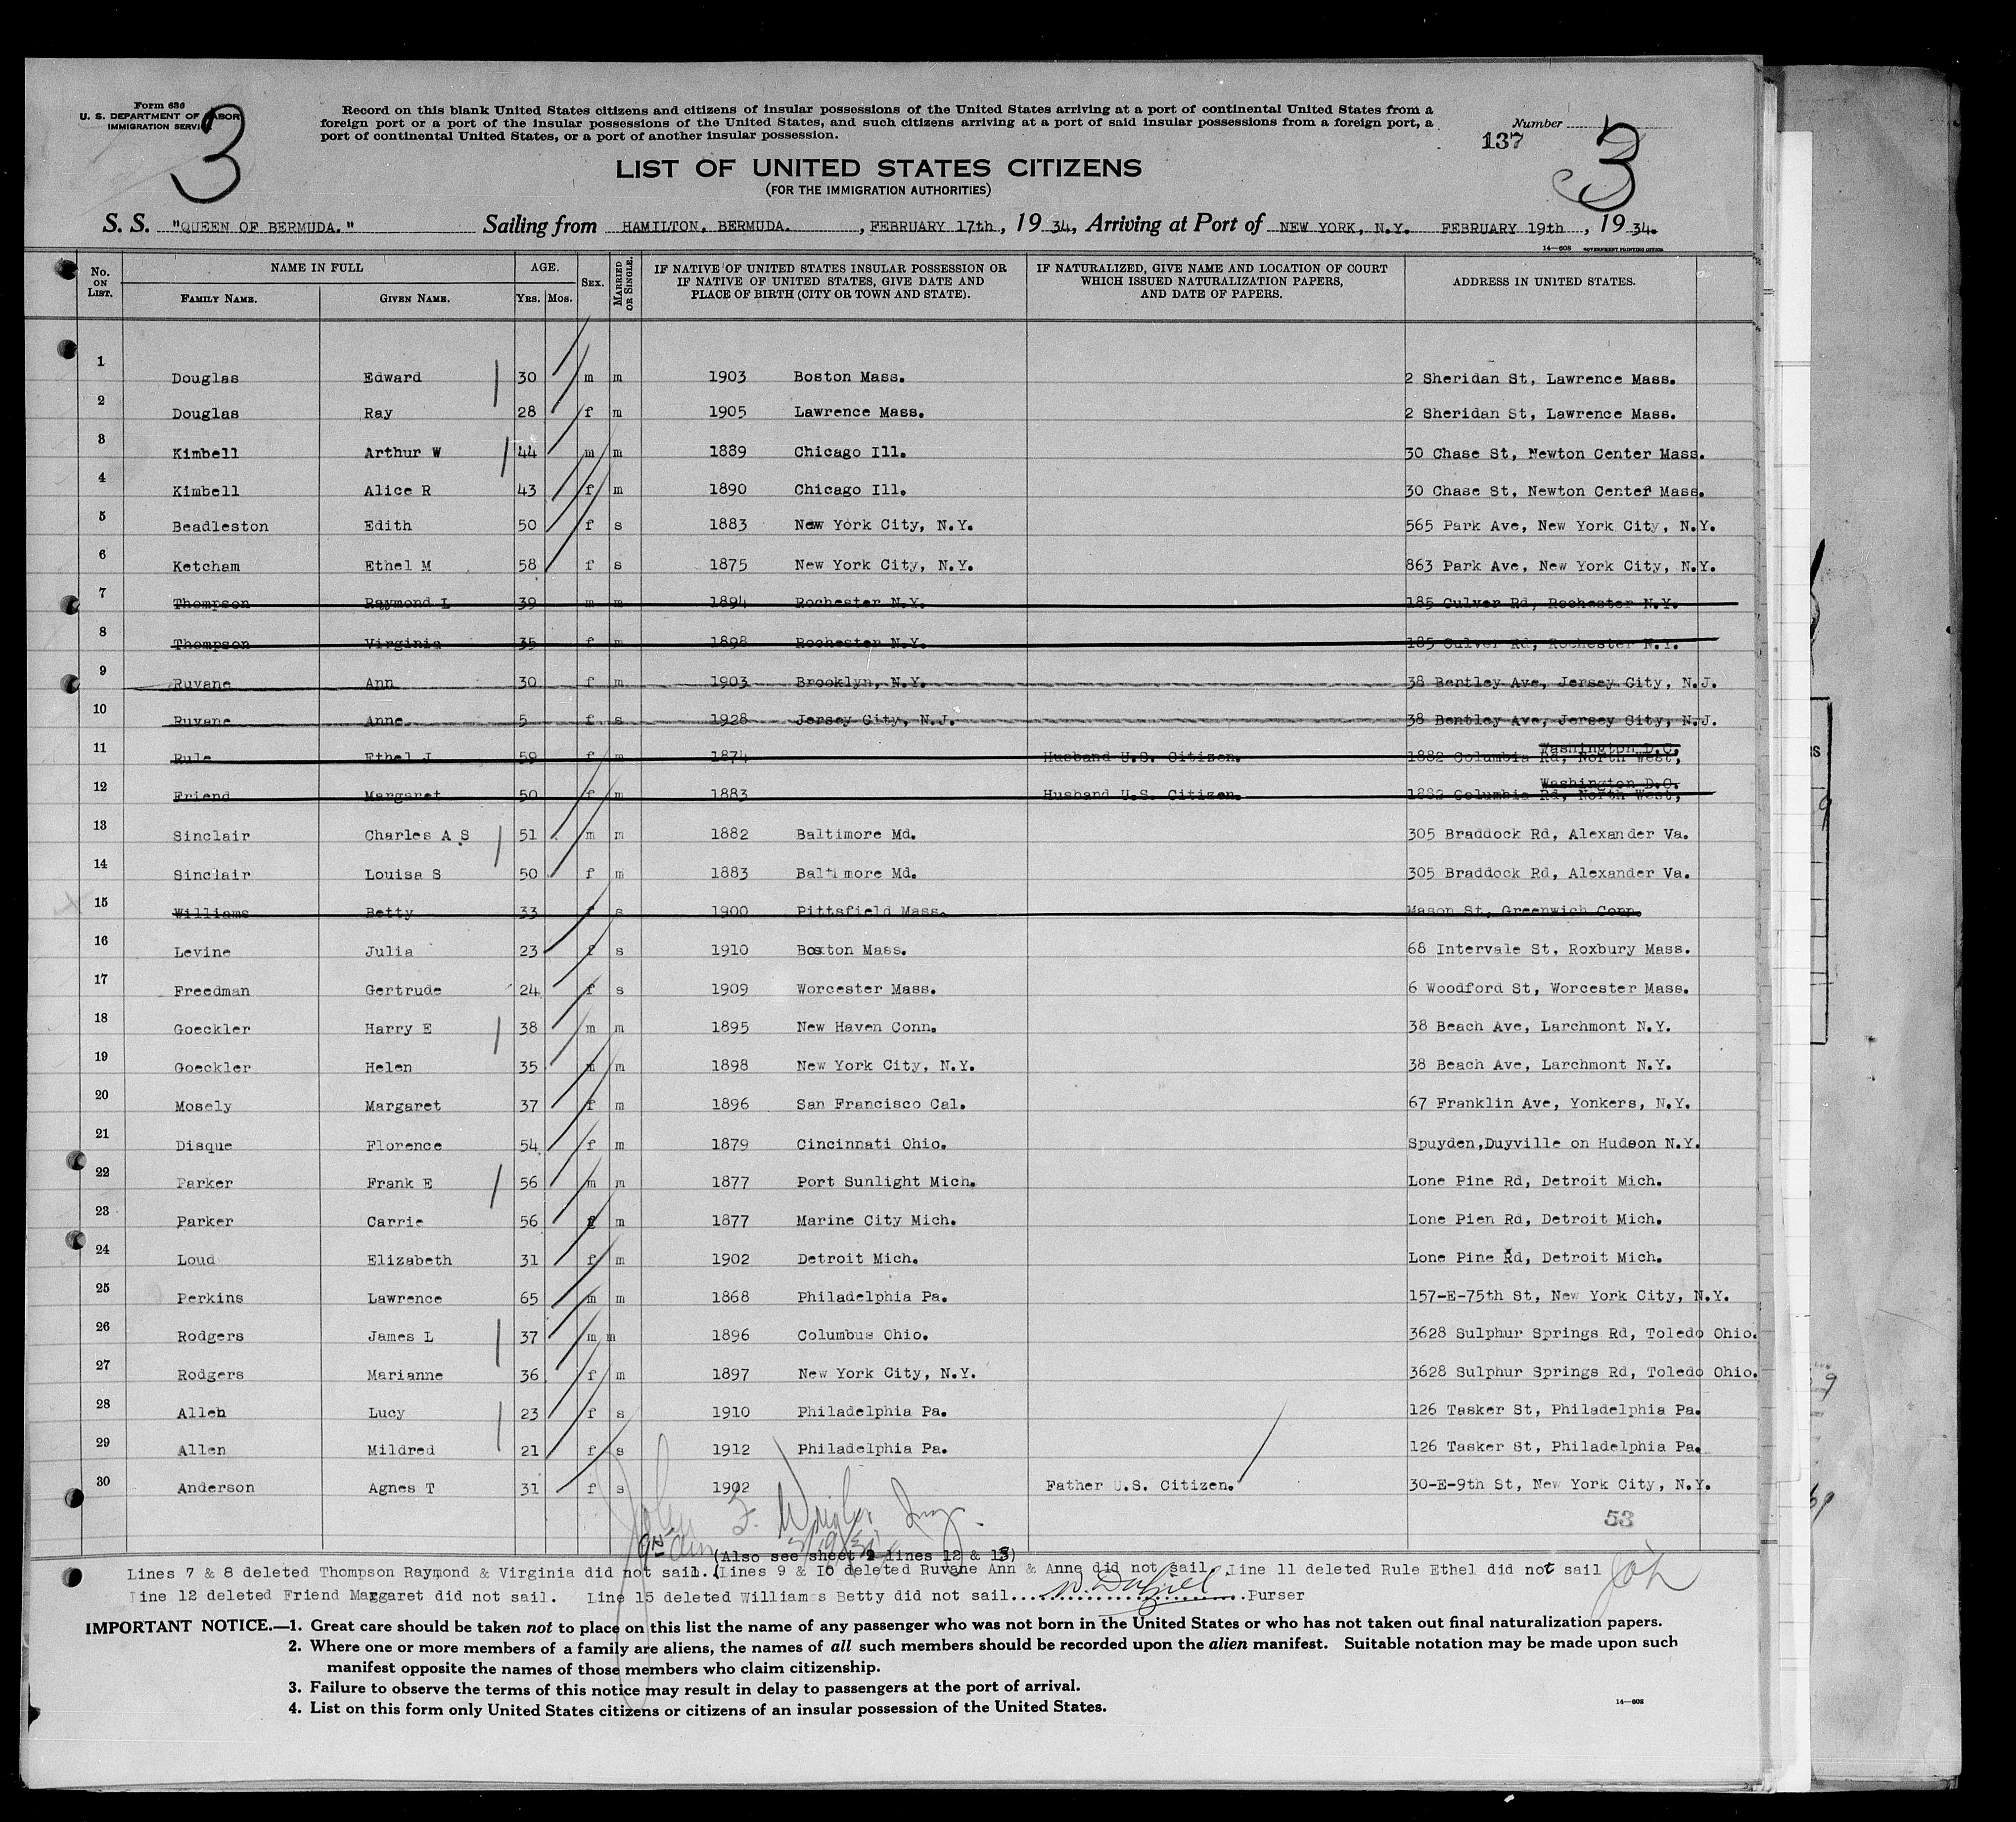 Form 630
U. S. DEPARTMENT OF LABOR
IMMIGRATION SERVICE
3
Record on this blank United States citizens and citizens of insular possessions of the United States arriving at a port of continental United States from a
foreign port or a port of the insular possessions of the United States, and such citizens arriving at a port of said insular possessions from a foreign port, a
port of continental United States, or a port of another insular possession.
Number
137
3
LIST OF UNITED STATES CITIZENS
(FOR THE IMMIGRATION AUTHORITIES)
S. S. "QUEEN OF BERMUDA." Sailing from HAMILTON, BERMUDA. , FEBRUARY 17th, 19 34, Arriving at Port of NEW YORK, N.Y. FEBRUARY 19th, 19 34.
14—608 GOVERNMENT PRINTING OFFICE
No. ON LIST. NAME IN FULL FAMILY NAME. GIVEN NAME. AGE. YRS. MOS. SEX. MARRIED OR SINGLE. IF NATIVE OF UNITED STATES INSULAR POSSESSION OR IF NATIVE OF UNITED STATES, GIVE DATE AND PLACE OF BIRTH (CITY OR TOWN AND STATE). IF NATURALIZED, GIVE NAME AND LOCATION OF COURT WHICH ISSUED NATURALIZATION PAPERS, AND DATE OF PAPERS. ADDRESS IN UNITED STATES.
1 Douglas Edward 30 m m 1903 Boston Mass. 2 Sheridan St, Lawrence Mass.
2 Douglas Ray 28 f m 1905 Lawrence Mass. 2 Sheridan St, Lawrence Mass.
3 Kimbell Arthur W 44 m m 1889 Chicago Ill. 30 Chase St, Newton Center Mass.
4 Kimbell Alice R 43 f m 1890 Chicago Ill. 30 Chase St, Newton Center Mass.
5 Beadleston Edith 50 f s 1883 New York City, N.Y. 565 Park Ave, New York City, N.Y.
6 Ketcham Ethel M 58 f s 1875 New York City, N.Y. 863 Park Ave, New York City, N.Y.
7 Thompson Raymond L 39 m m 1894 Rochester N.Y. 185 Culver Rd, Rochester N.Y.
8 Thompson Virginia 35 f m 1898 Rochester N.Y. 185 Culver Rd, Rochester N.Y.
9 Ruvane Ann 30 f m 1903 Brooklyn, N.Y. 38 Bentley Ave, Jersey City, N.J.
10 Ruvane Anne 5 f s 1928 Jersey City, N.J. 38 Bentley Ave, Jersey City, N.J.
11 Rule Ethel J 59 f m 1874 Husband U.S. Citizen. 1882 Columbia Rd, North West, Washington D.C.
12 Friend Margaret 50 f m 1883 Husband U.S. Citizen. 1882 Columbia Rd, North West, Washington D.C.
13 Sinclair Charles A S 51 m m 1882 Baltimore Md. 305 Braddock Rd, Alexander Va.
14 Sinclair Louisa S 50 f m 1883 Baltimore Md. 305 Braddock Rd, Alexander Va.
15 Williams Betty 33 f s 1900 Pittsfield Mass. Mason St, Greenwich Conn.
16 Levine Julia 23 f s 1910 Boston Mass. 68 Intervale St, Roxbury Mass.
17 Freedman Gertrude 24 f s 1909 Worcester Mass. 6 Woodford St, Worcester Mass.
18 Goeckler Harry E 38 m m 1895 New Haven Conn. 38 Beach Ave, Larchmont N.Y.
19 Goeckler Helen 35 m m 1898 New York City, N.Y. 38 Beach Ave, Larchmont N.Y.
20 Mosely Margaret 37 f m 1896 San Francisco Cal. 67 Franklin Ave, Yonkers, N.Y.
21 Disque Florence 54 f m 1879 Cincinnati Ohio. Spuyden,Duyville on Hudson N.Y.
22 Parker Frank E 56 m m 1877 Port Sunlight Mich. Lone Pine Rd, Detroit Mich.
23 Parker Carrie 56 f m 1877 Marine City Mich. Lone Pien Rd, Detroit Mich.
24 Loud Elizabeth 31 f m 1902 Detroit Mich. Lone Pine Rd, Detroit Mich.
25 Perkins Lawrence 65 m m 1868 Philadelphia Pa. 157-E-75th St, New York City, N.Y.
26 Rodgers James L 37 m m 1896 Columbus Ohio. 3628 Sulphur Springs Rd, Toledo Ohio.
27 Rodgers Marianne 36 f m 1897 New York City, N.Y. 3628 Sulphur Springs Rd, Toledo Ohio.
28 Allen Lucy 23 f s 1910 Philadelphia Pa. 126 Tasker St, Philadelphia Pa.
29 Allen Mildred 21 f s 1912 Philadelphia Pa. 126 Tasker St, Philadelphia Pa.
30 Anderson Agnes T 31 f s 1902 Father U.S. Citizen. 30-E-9th St, New York City, N.Y.
John F.
53
(Also see sheet lines 12 & 13)
Lines 7 & 8 deleted Thompson Raymond & Virginia did not sail. Lines 9 & 10 deleted Ruvane Ann & Anne did not sail. Line 11 deleted Rule Ethel did not sail
Line 12 deleted Friend Margaret did not sail. Line 15 deleted Williams Betty did not sail. Purser
IMPORTANT NOTICE.—1. Great care should be taken not to place on this list the name of any passenger who was not born in the United States or who has not taken out final naturalization papers.
2. Where one or more members of a family are aliens, the names of all such members should be recorded upon the alien manifest. Suitable notation may be made upon such
manifest opposite the names of those members who claim citizenship.
3. Failure to observe the terms of this notice may result in delay to passengers at the port of arrival.
4. List on this form only United States citizens or citizens of an insular possession of the United States.
14—608